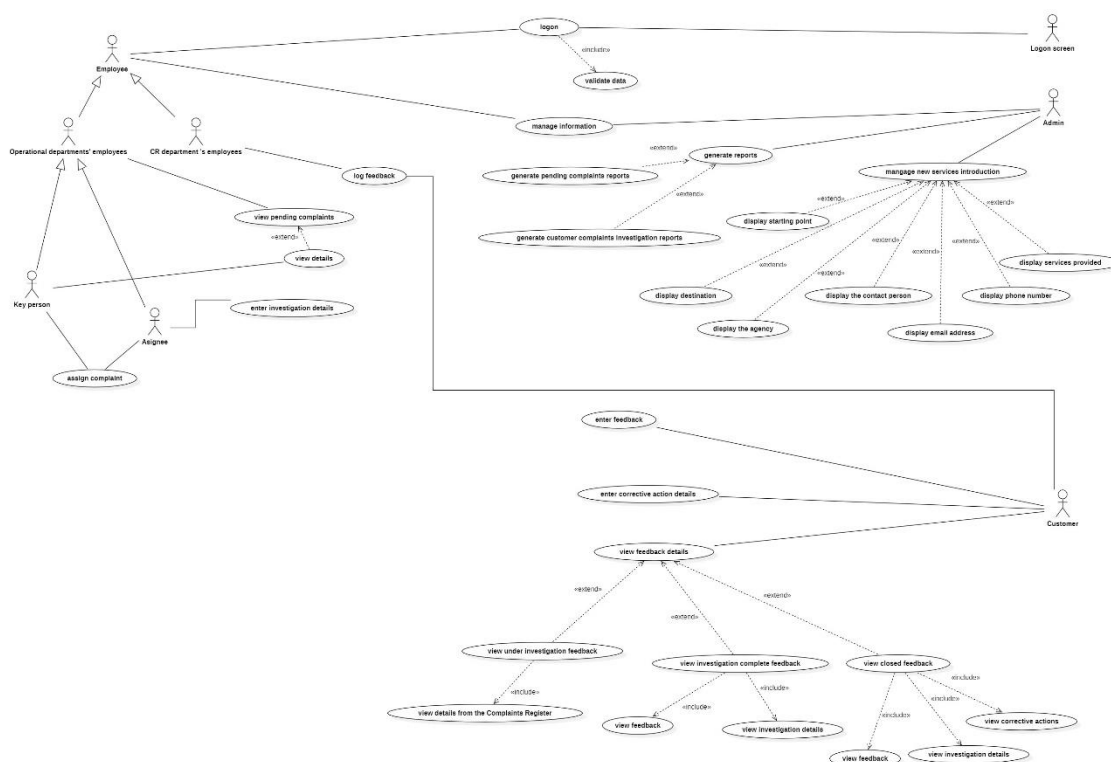 logon
Logon screen
Employee
«include»
validate data
Admin
manage information
Operational departments' employees
CR department 's employees
«extend»
generate reports
generate pending complaints reports
log feedback
mangage new services introduction
view pending complaints
«extend»
view details
«extend»
generate customer complaints investigation reports
«extend»
display starting point
«extend»
«extend»
«extend»
«extend»
«extend»
«extend»
display services provided
Key person
enter investigation details
Asignee
display destination
display the contact person
display phone number
display the agency
display email address
assign complaint
enter feedback
enter corrective action details
Customer
view feedback details
«extend»
«extend»
«extend»
view under investigation feedback
view investigation complete feedback
view closed feedback
«include»
view details from the Complainte Register
«include»
«include»
view feedback
view investigation details
«include»
«include»
«include»
view corrective actions
view feedback
view investigation details